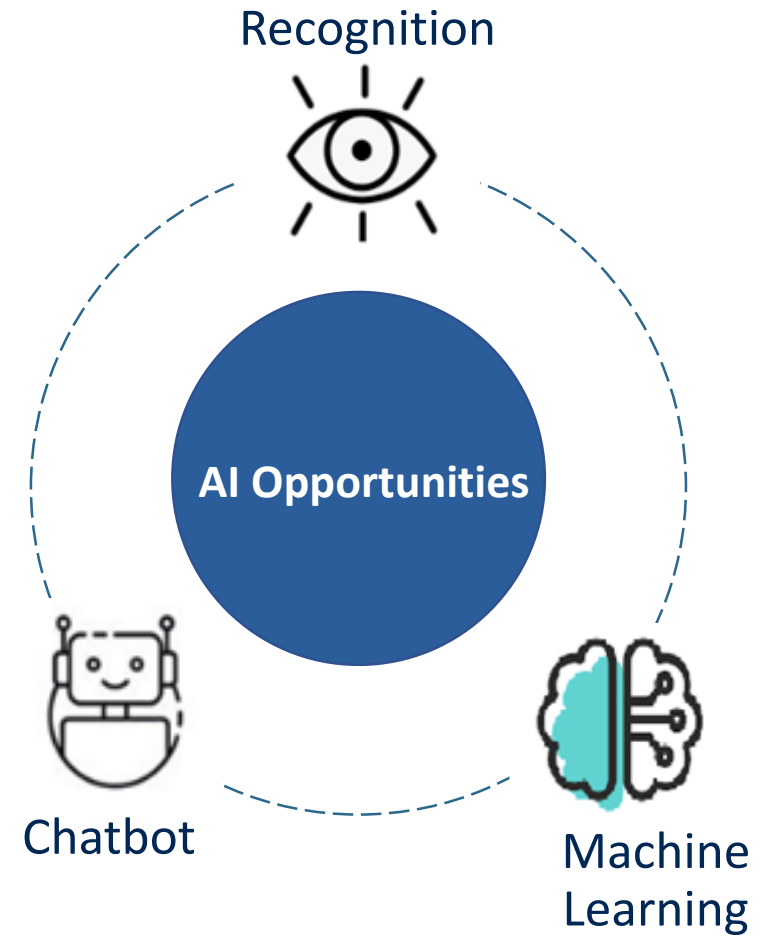 Recognition
AI Opportunities
Chatbot
Machine
Learning